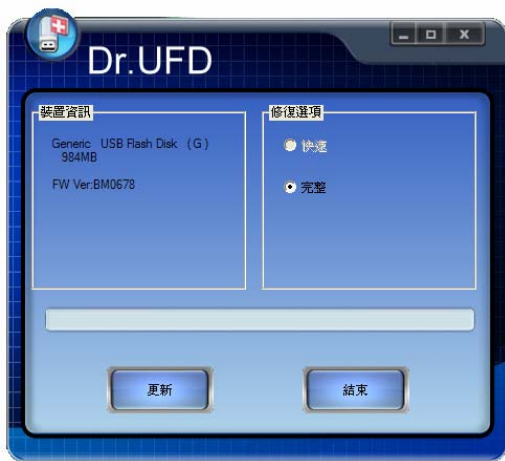 Dr.UFD
裝置資訊
Generic USB Flash Disk (G)
984MB
FW Ver:BM0678
修復選項
快速
完整
更新
結束